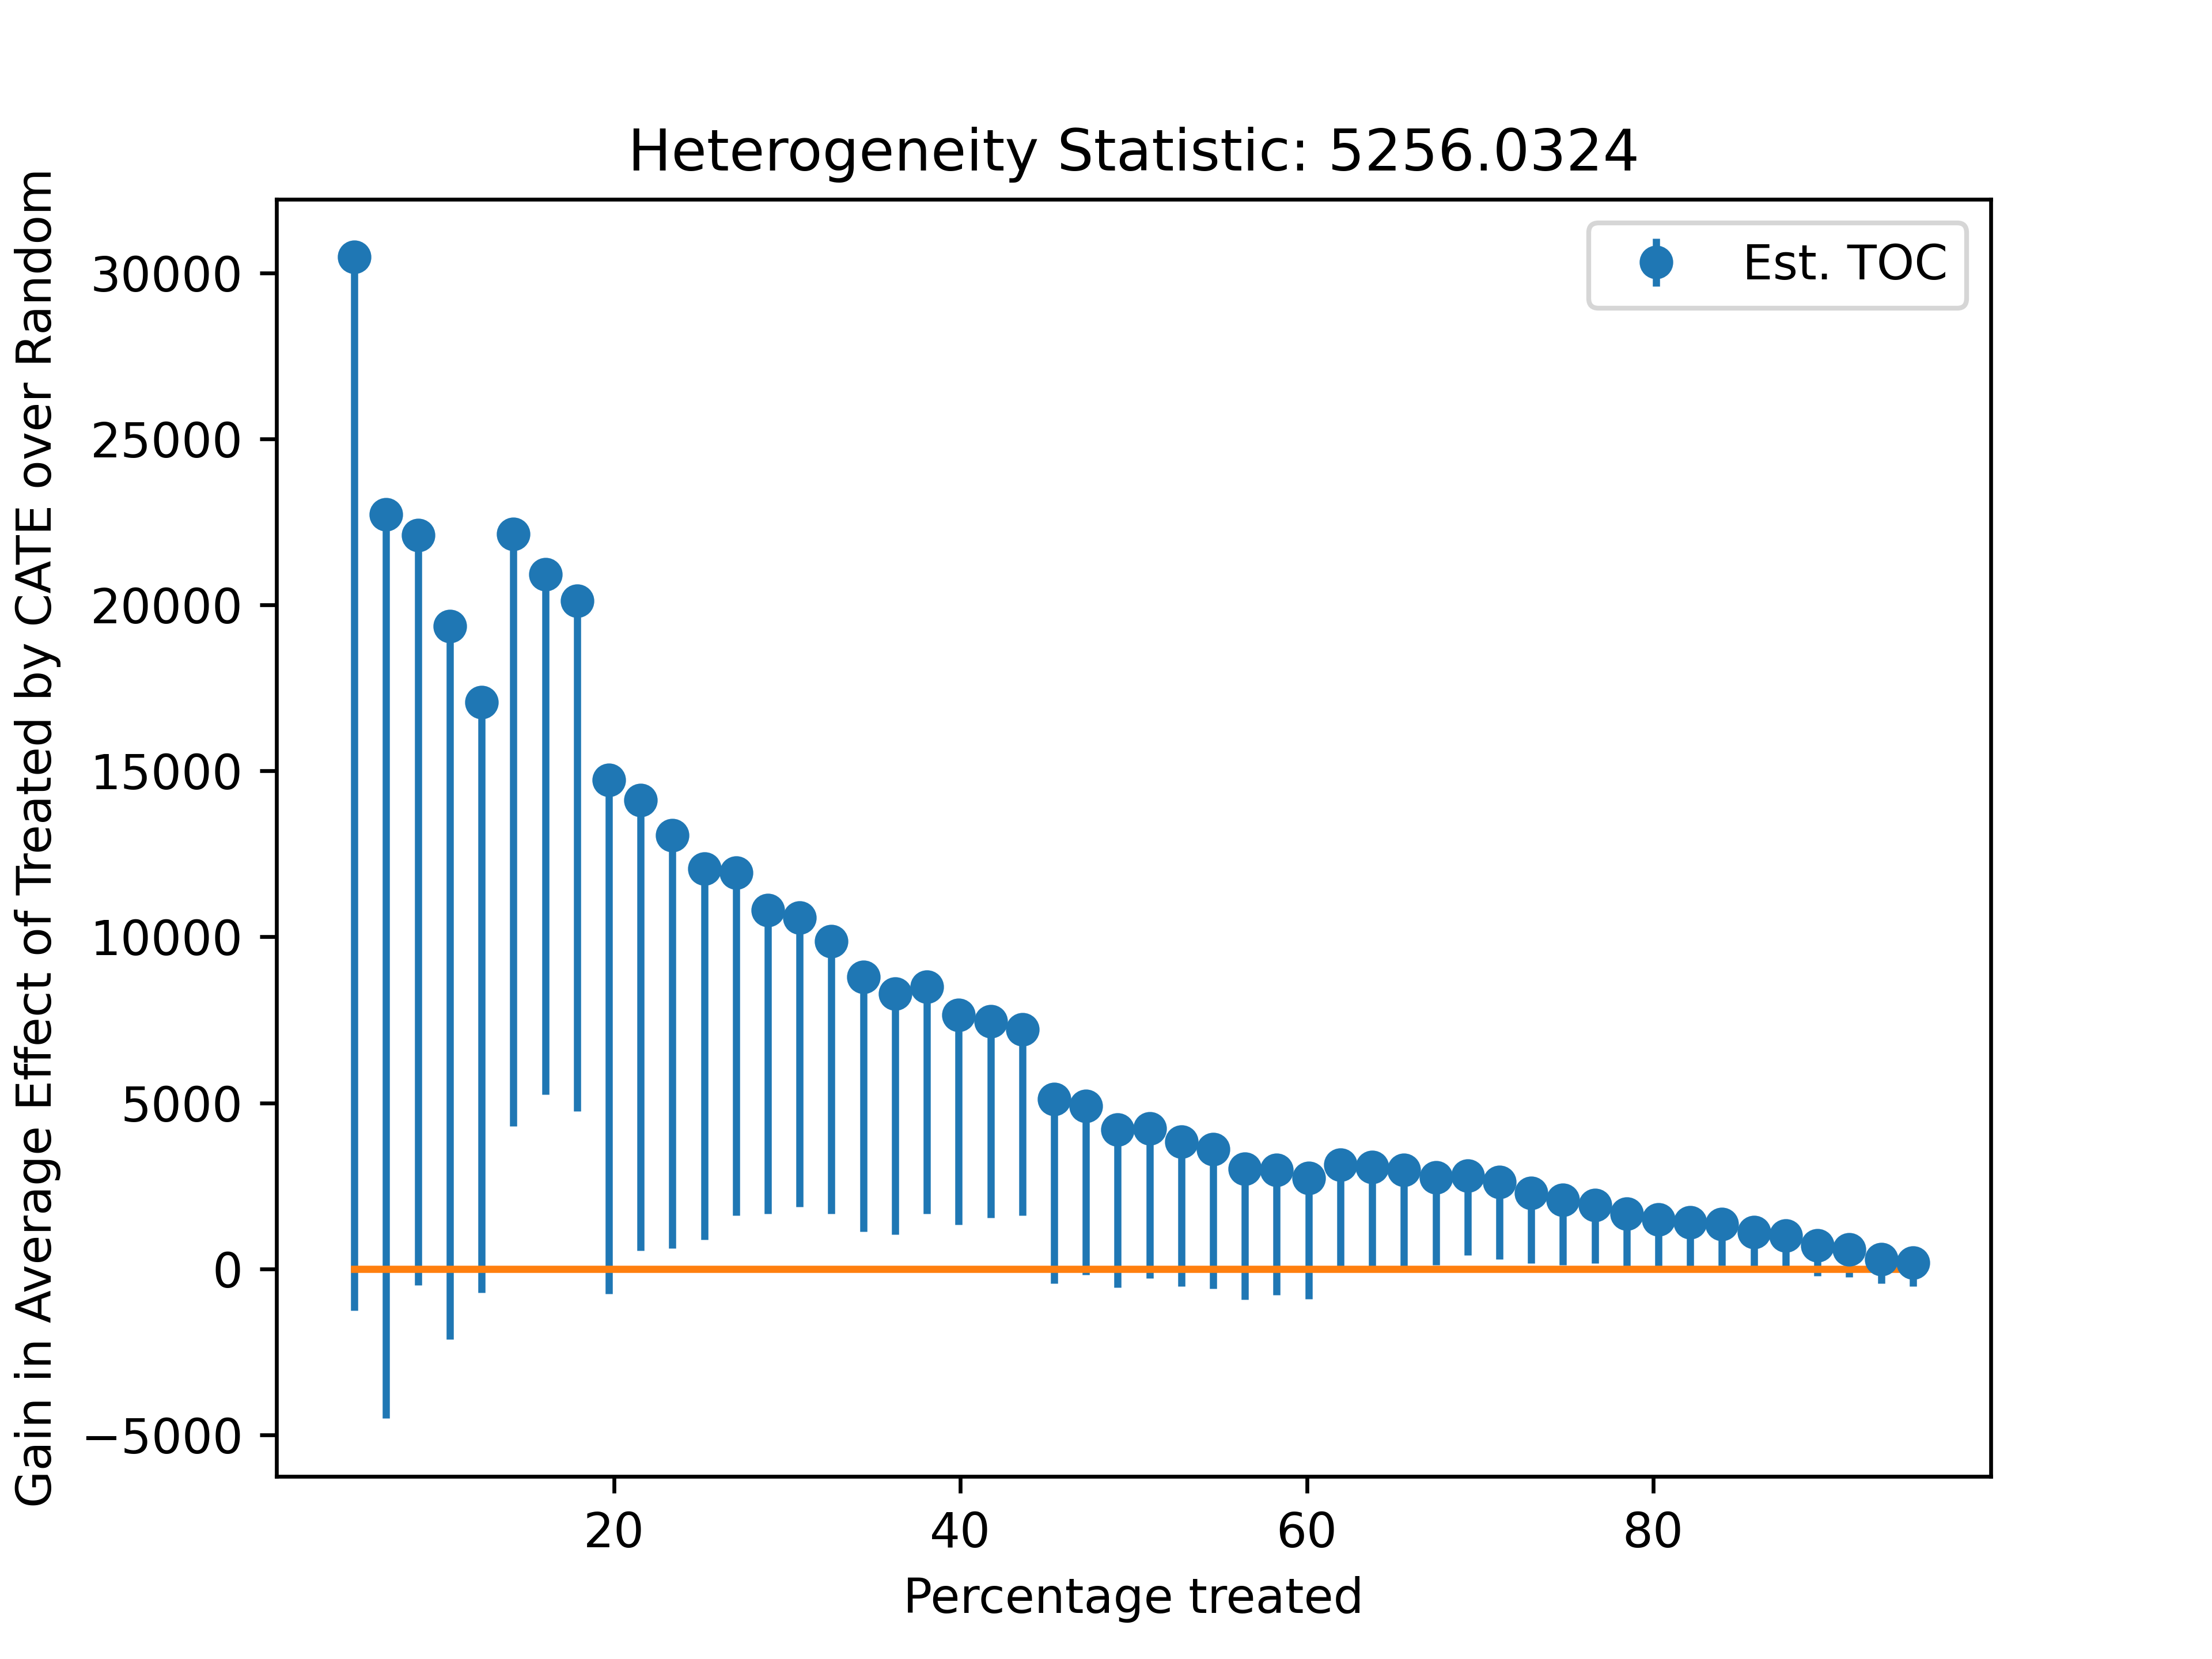 Heterogeneity Statistic: 5256.0324
Est. TOC
Gain in Average Effect of Treated by CATE over Random
30000
25000
20000
15000
10000
5000
0
−5000
20 40 60 80
Percentage treated